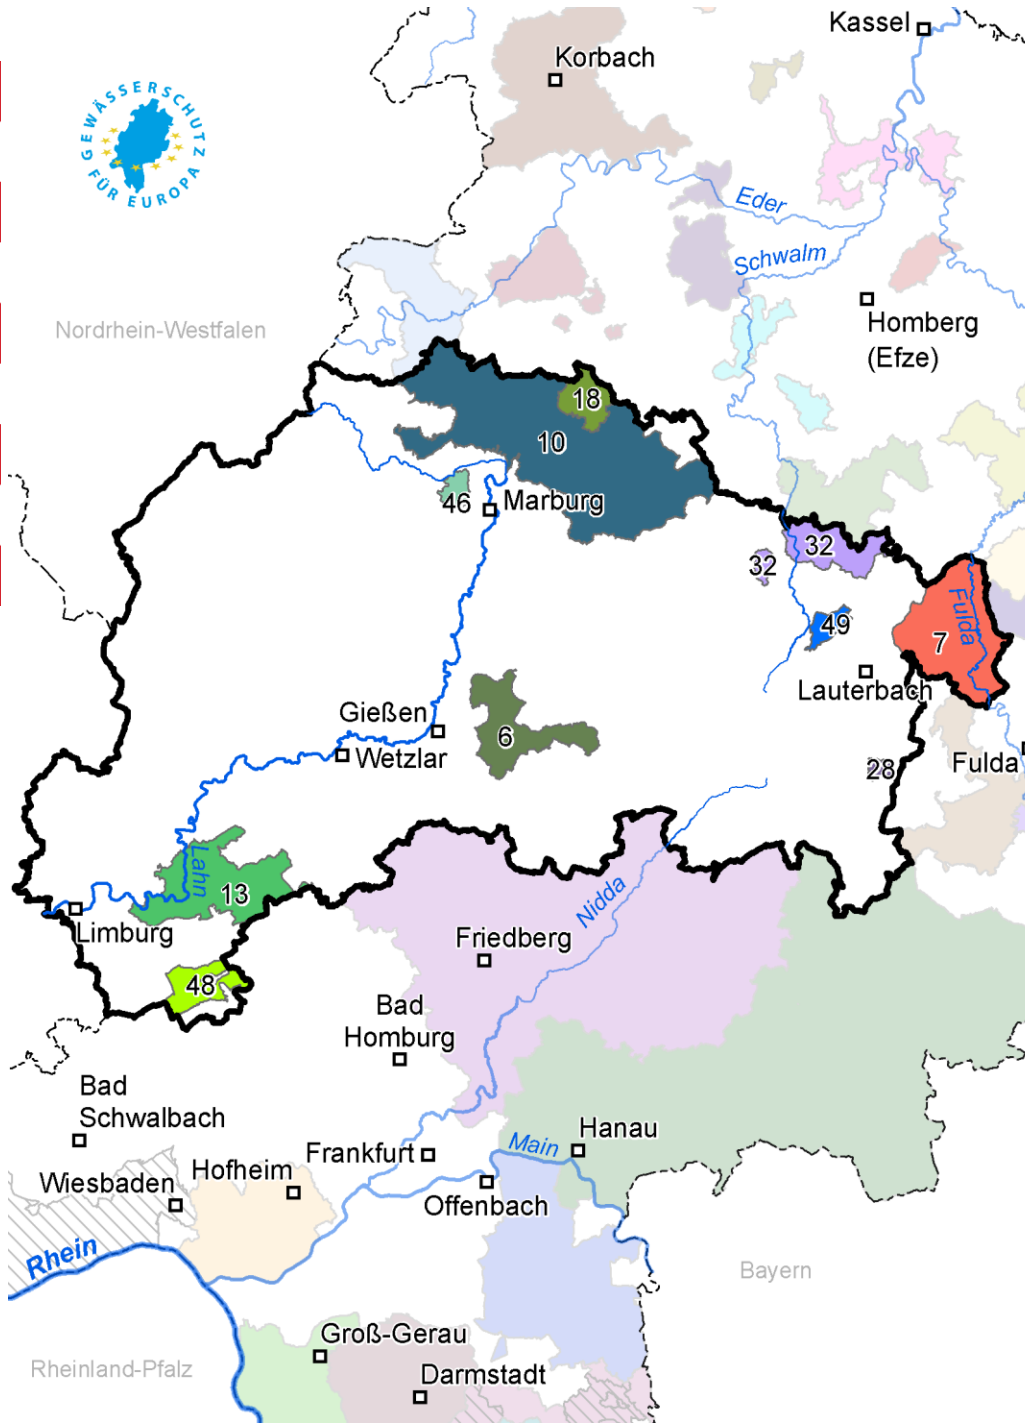 Kassel
Korbach
GEWÄSSERSCHUTZ
FÜR EUROPA
Eder
Schwalm
Nordrhein-Westfalen
Homberg
(Efze)
18
10
46
Marburg
32
32
Fulda
49
7
Lauterbach
Gießen
6
Wetzlar
28
Fulda
Lahn
13
Nidda
Limburg
Friedberg
48
Bad
Homburg
Bad
Schwalbach
Hanau
Main
Frankfurt
Hofheim
Wiesbaden
Offenbach
Rhein
Bayern
Groß-Gerau
Rheinland-Pfalz
Darmstadt